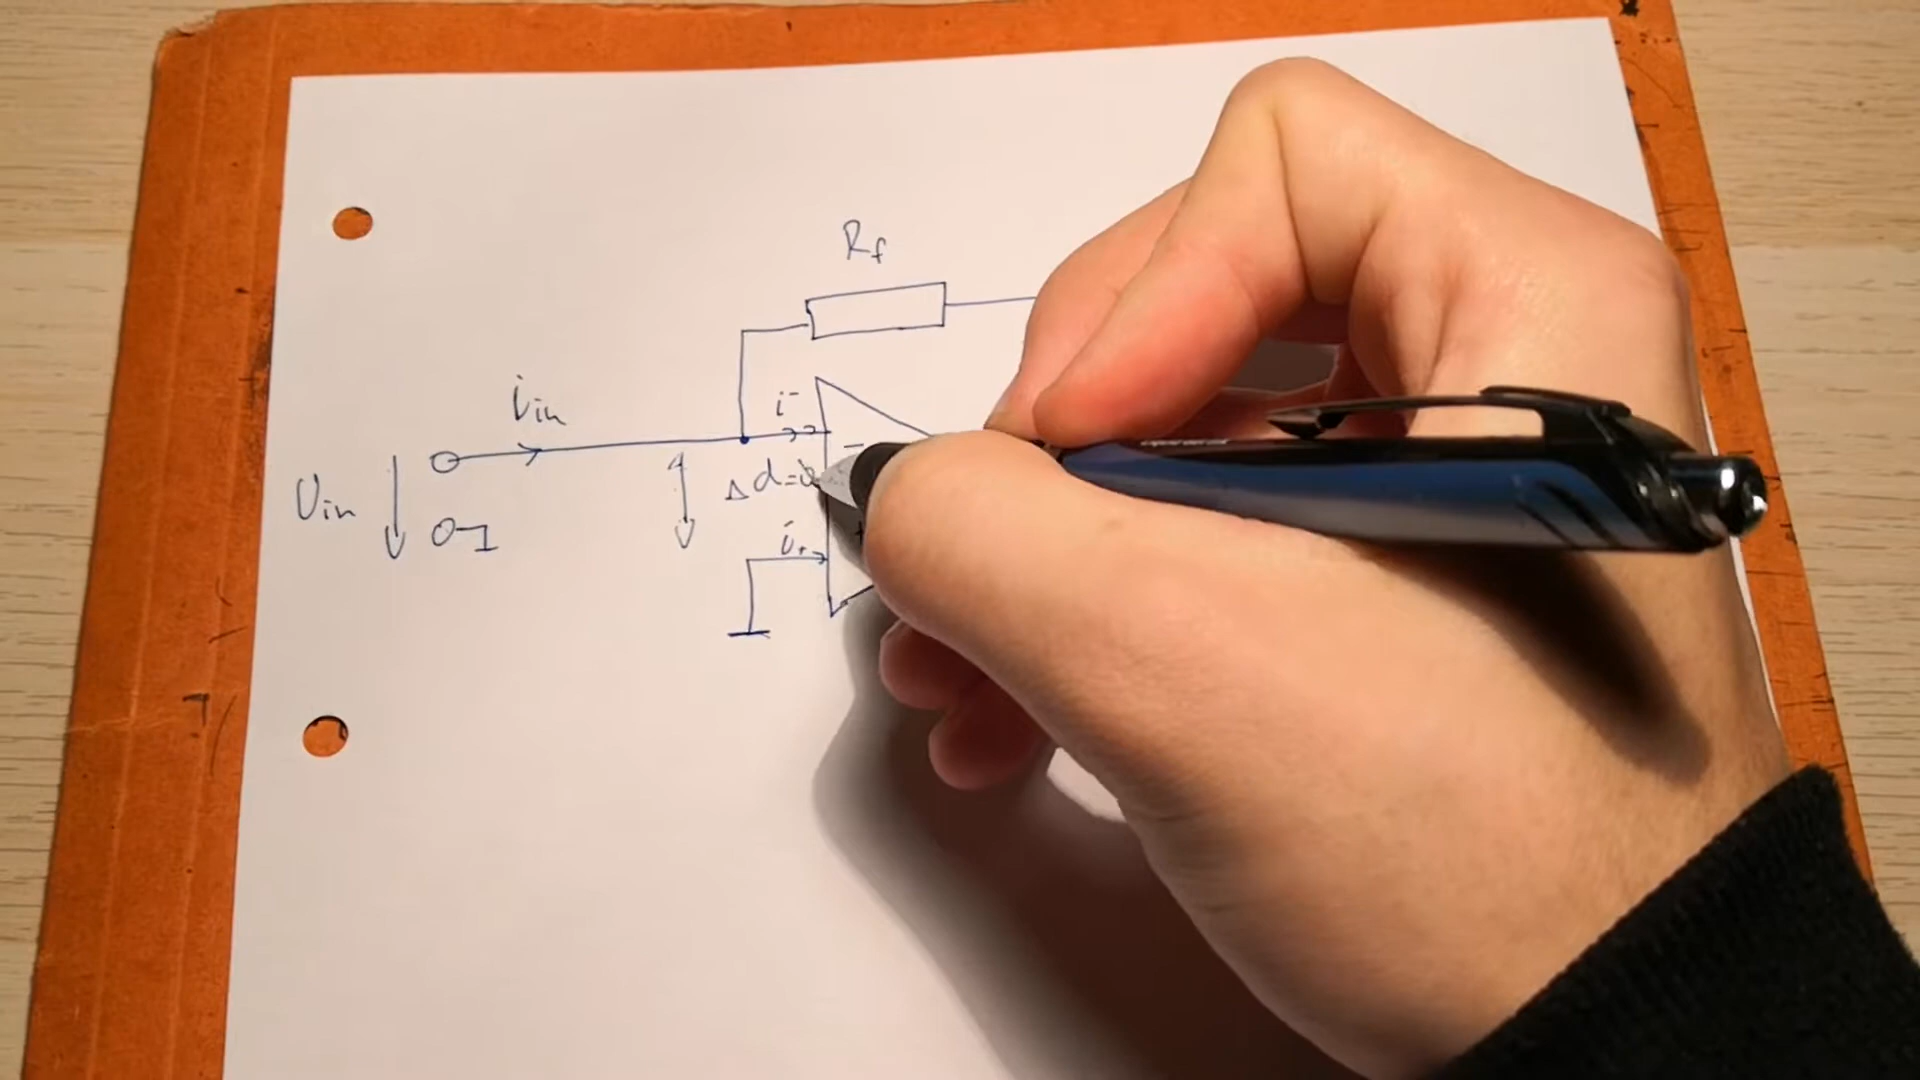 Rf
iin
i-
−
Uin
Δ d=
i+